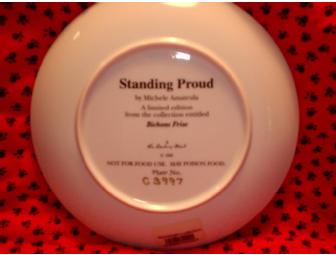 Standing Proud
by Michele Amatrula
A limited edition
from the collection entitled
Bichons Frise
NOT FOR FOOD USE. MAY POISON FOOD.
Plate No.
C3997